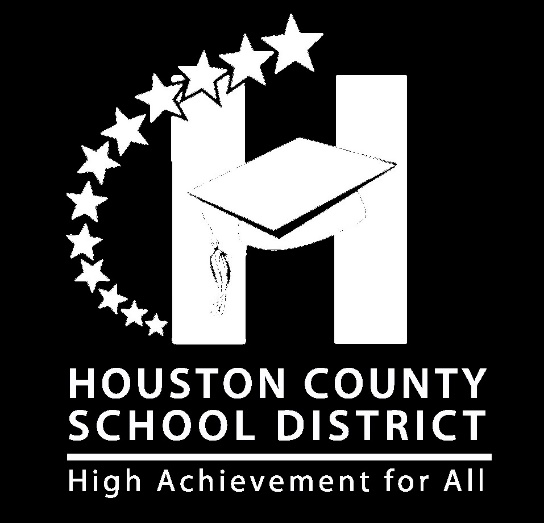 H
HOUSTON COUNTY
SCHOOL DISTRICT
High Achievement for All